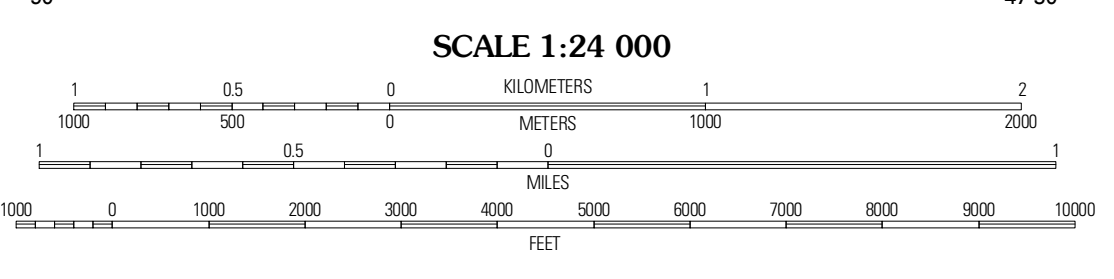 SCALE 1:24 000
1 0.5 0 KILOMETERS 1 2
1000 500 0 METERS 1000 2000
1 0.5 0 1
MILES
1000 0 1000 2000 3000 4000 5000 6000 7000 8000 9000 10000
FEET